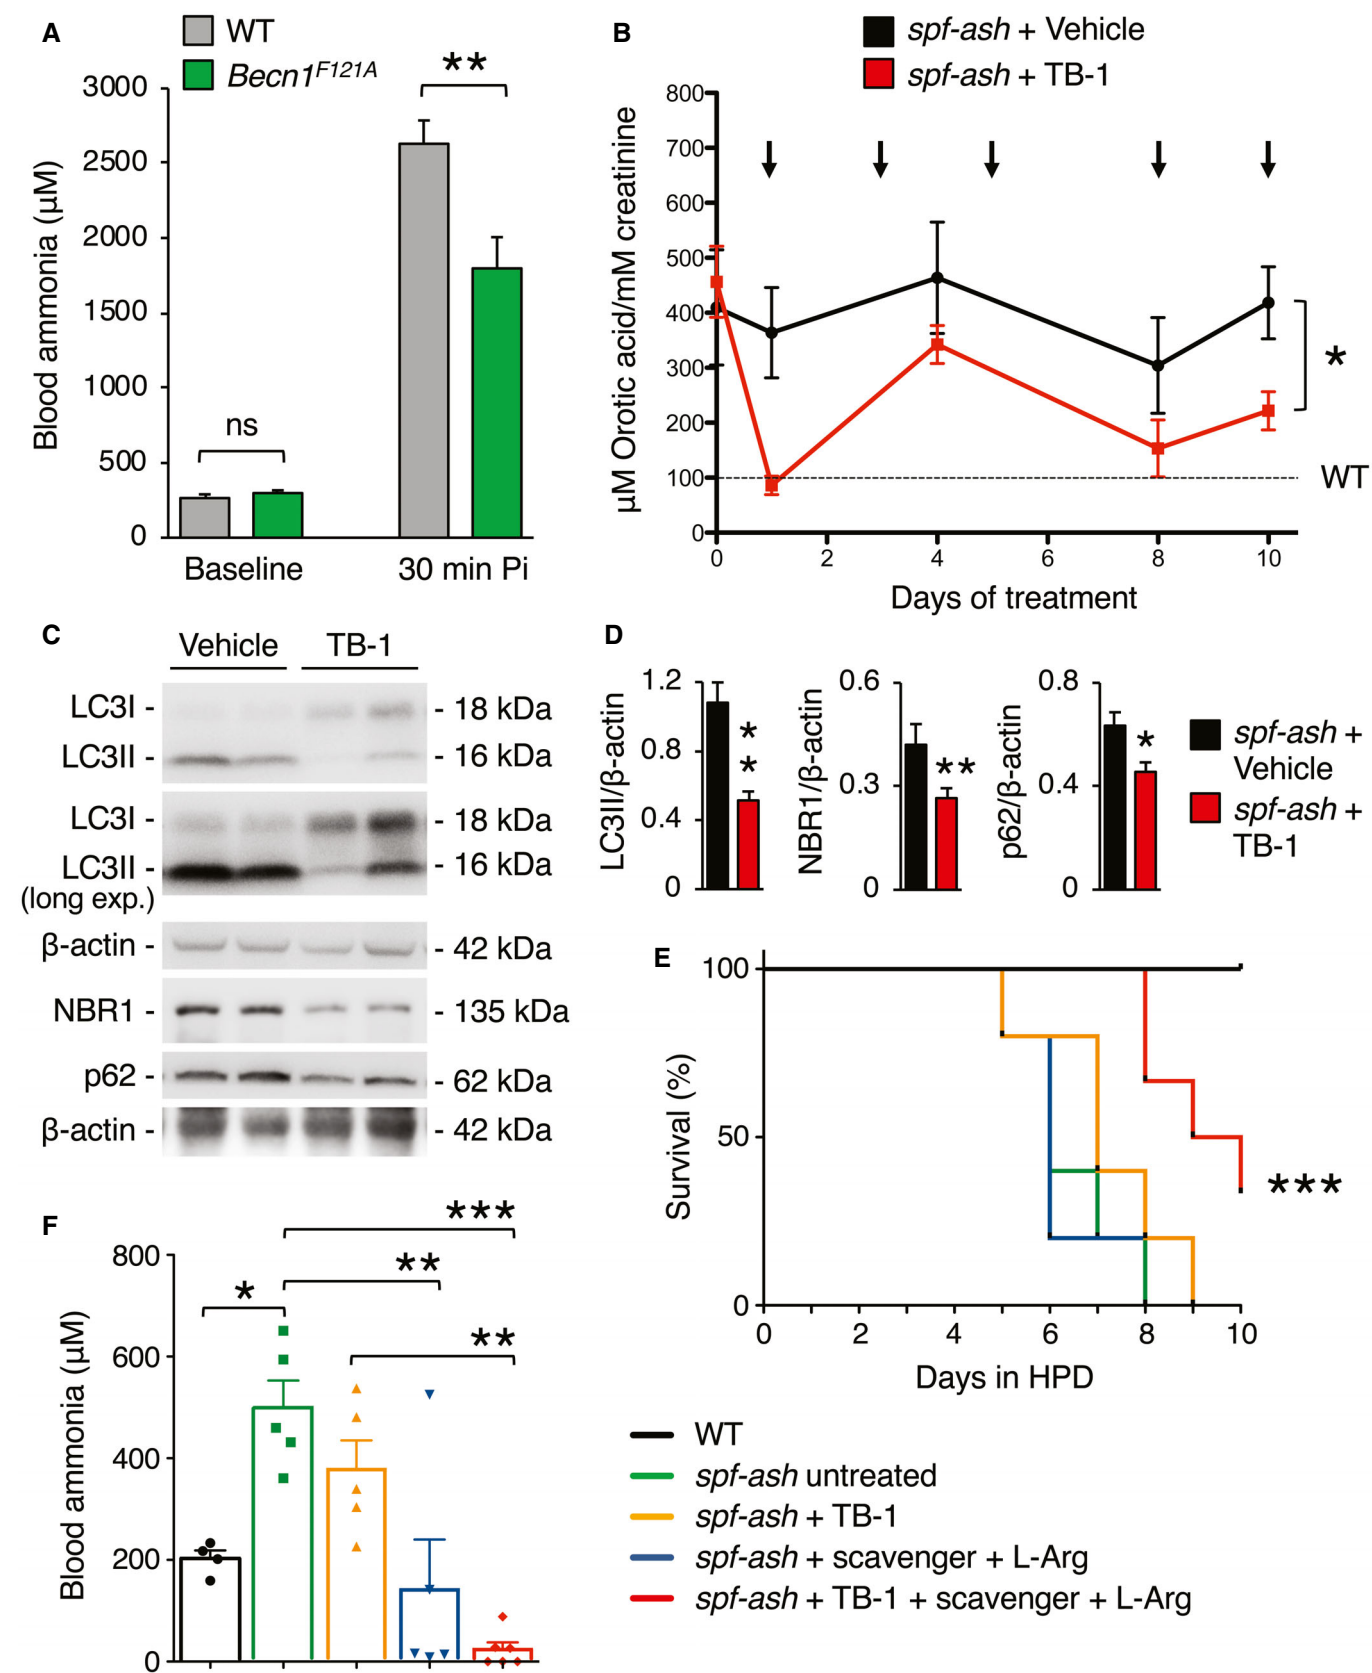 A
WT
Becn1F121A
Blood ammonia (µM)
3000
2500
2000
1500
1000
500
0
ns
**
Baseline
30 min Pi
B
spf-ash + Vehicle
spf-ash + TB-1
µM Orotic acid/mM creatinine
800
700
600
500
400
300
200
100
0
*
WT
0 2 4 6 8 10
Days of treatment
C
Vehicle TB-1
LC3I - - 18 kDa
LC3II - - 16 kDa
LC3I - - 18 kDa
LC3II - - 16 kDa
(long exp.)
β-actin - - 42 kDa
NBR1 - - 135 kDa
p62 - - 62 kDa
β-actin - - 42 kDa
D
LC3II/β-actin
1.2
0.8
0.4
0
*
*
NBR1/β-actin
0.6
0.3
0
**
p62/β-actin
0.8
0.4
0
*
spf-ash +
Vehicle
spf-ash +
TB-1
E
Survival (%)
100
50
0
***
0 2 4 6 8 10
Days in HPD
WT
spf-ash untreated
spf-ash + TB-1
spf-ash + scavenger + L-Arg
spf-ash + TB-1 + scavenger + L-Arg
F
Blood ammonia (µM)
800
600
400
200
0
***
**
*
**